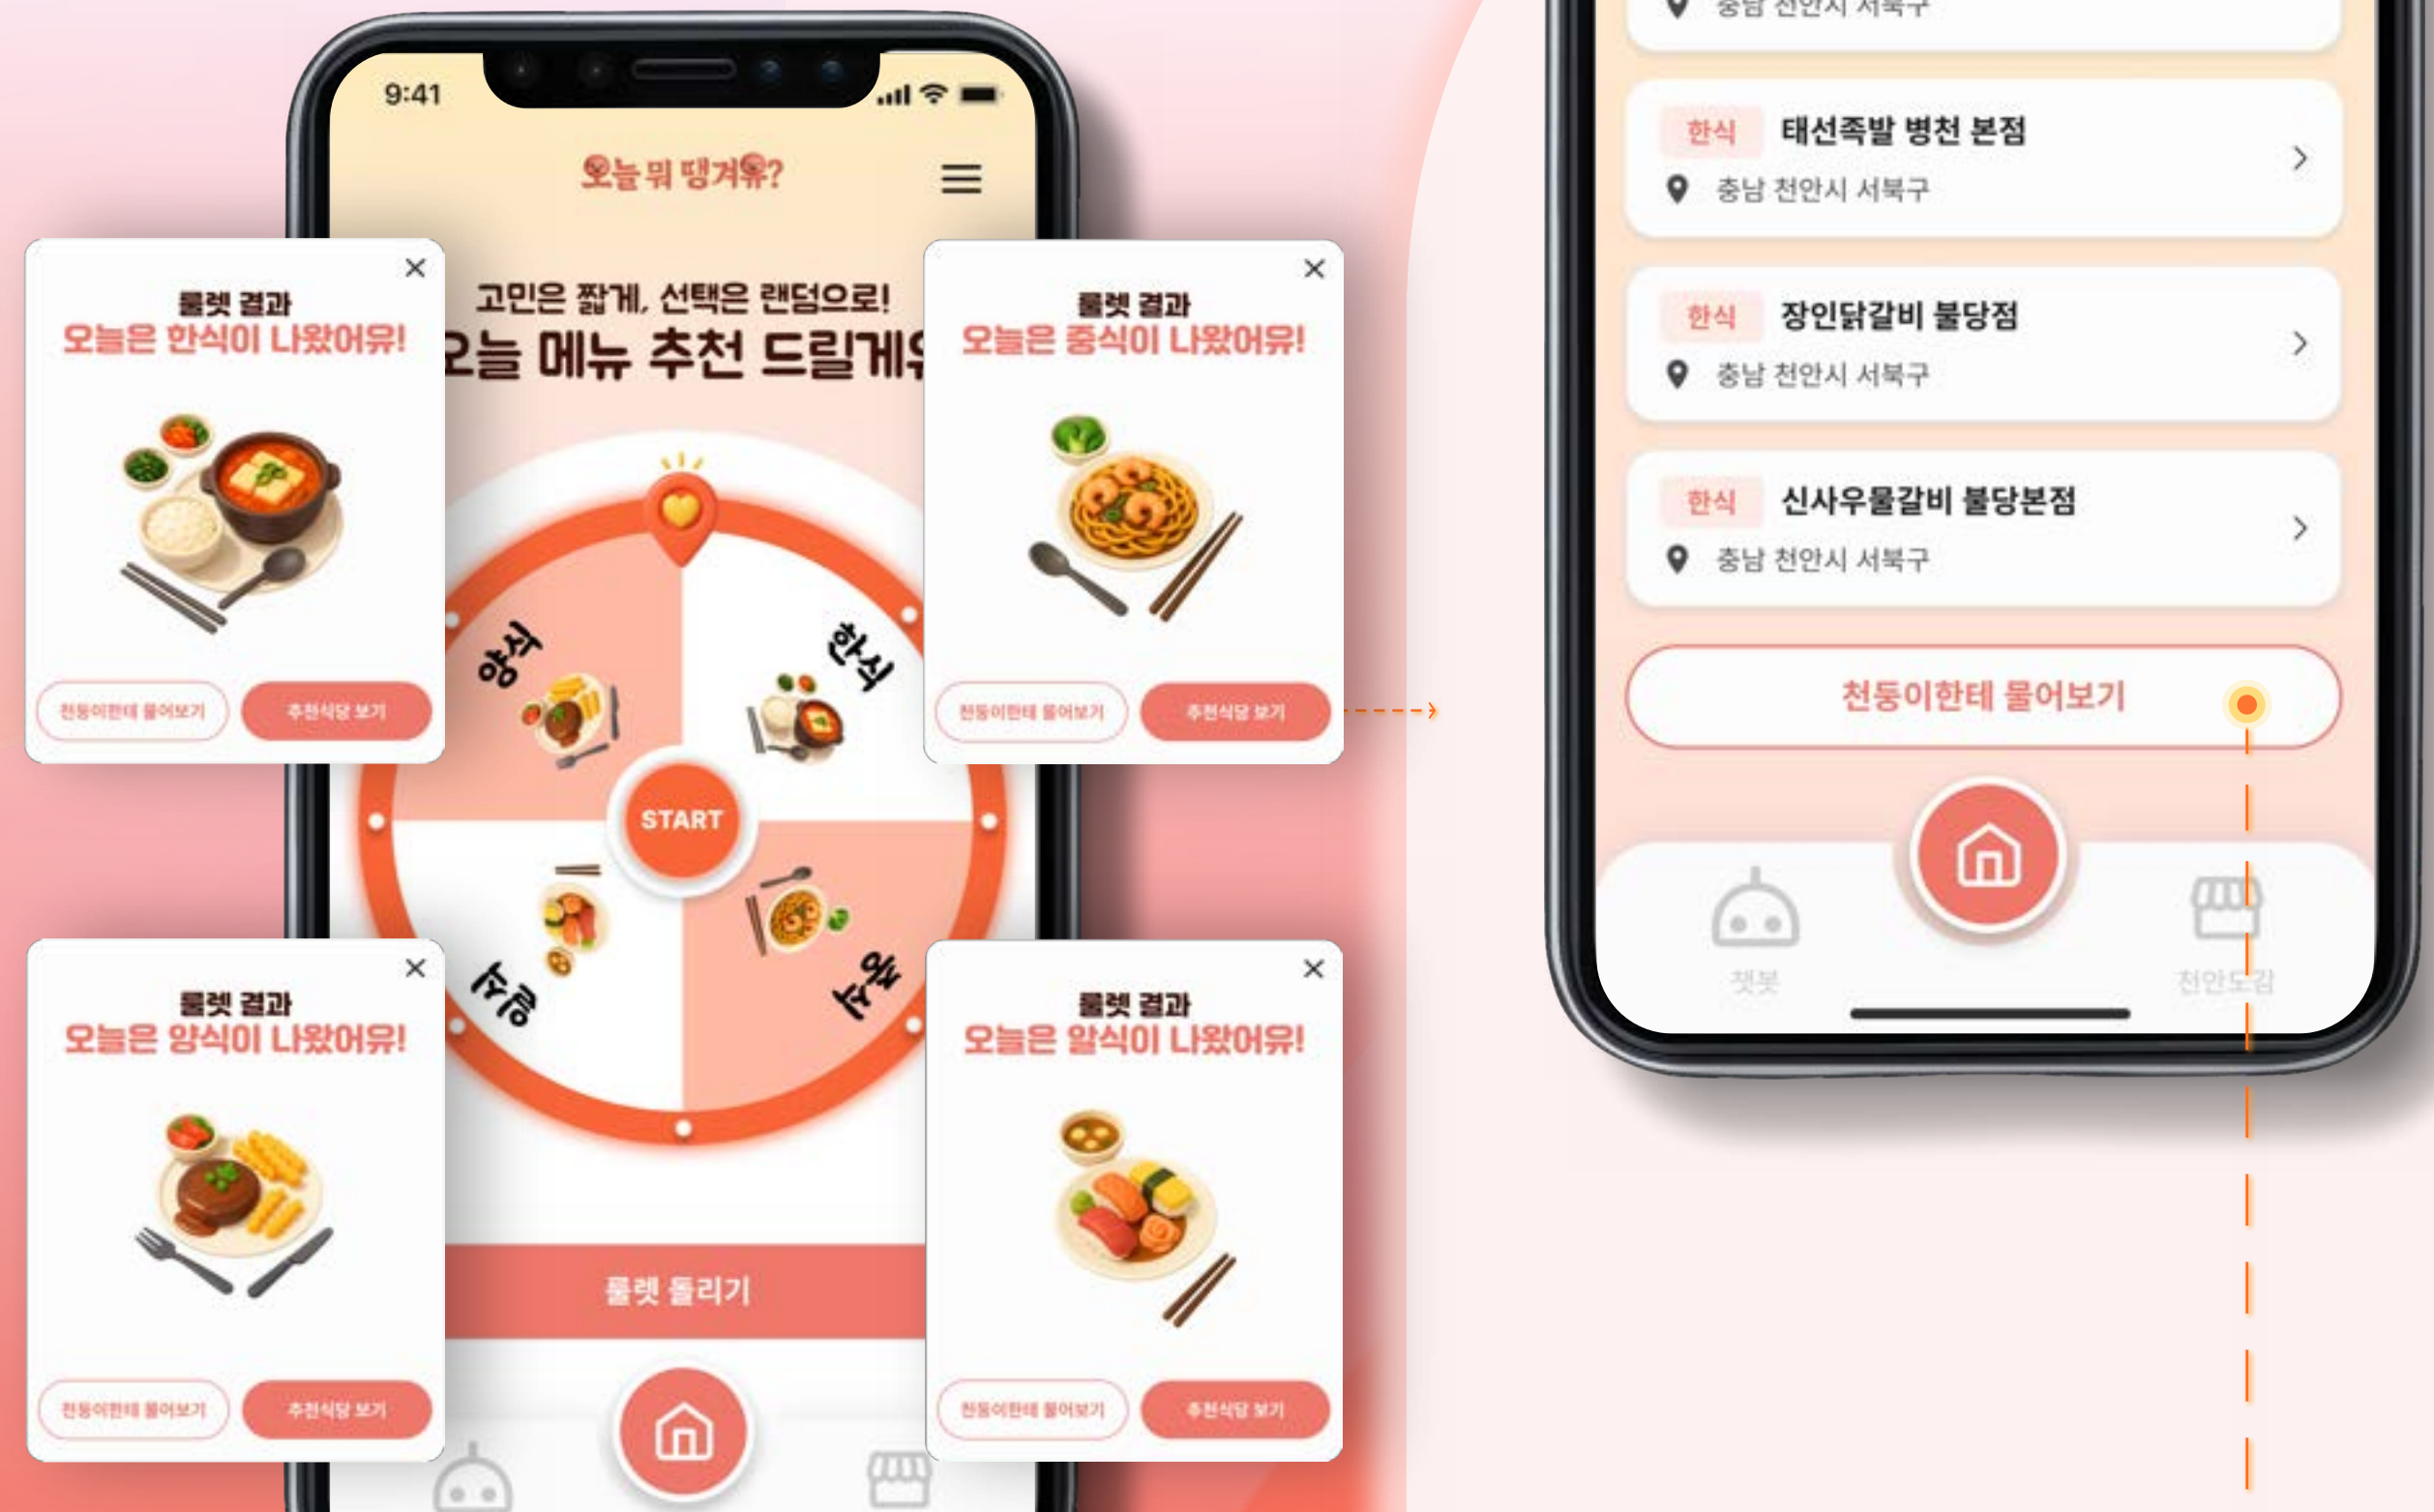 9:41
오늘 뭐 땡겨유?
고민은 짧게, 선택은 랜덤으로!
오늘 메뉴 추천 드릴게유
룰렛 결과
오늘은 한식이 나왔어유!
천둥이한테 물어보기
추천식당 보기
룰렛 결과
오늘은 중식이 나왔어유!
천둥이한테 물어보기
추천식당 보기
양식
한식
START
일식
중식
룰렛 결과
오늘은 양식이 나왔어유!
천둥이한테 물어보기
추천식당 보기
룰렛 결과
오늘은 알식이 나왔어유!
천둥이한테 물어보기
추천식당 보기
룰렛 돌리기
충남 천안시 서북구
한식 태선족발 병천 본점
충남 천안시 서북구
한식 장인닭갈비 불당점
충남 천안시 서북구
한식 신사우물갈비 불당본점
충남 천안시 서북구
천둥이한테 물어보기
챗봇
천안도감